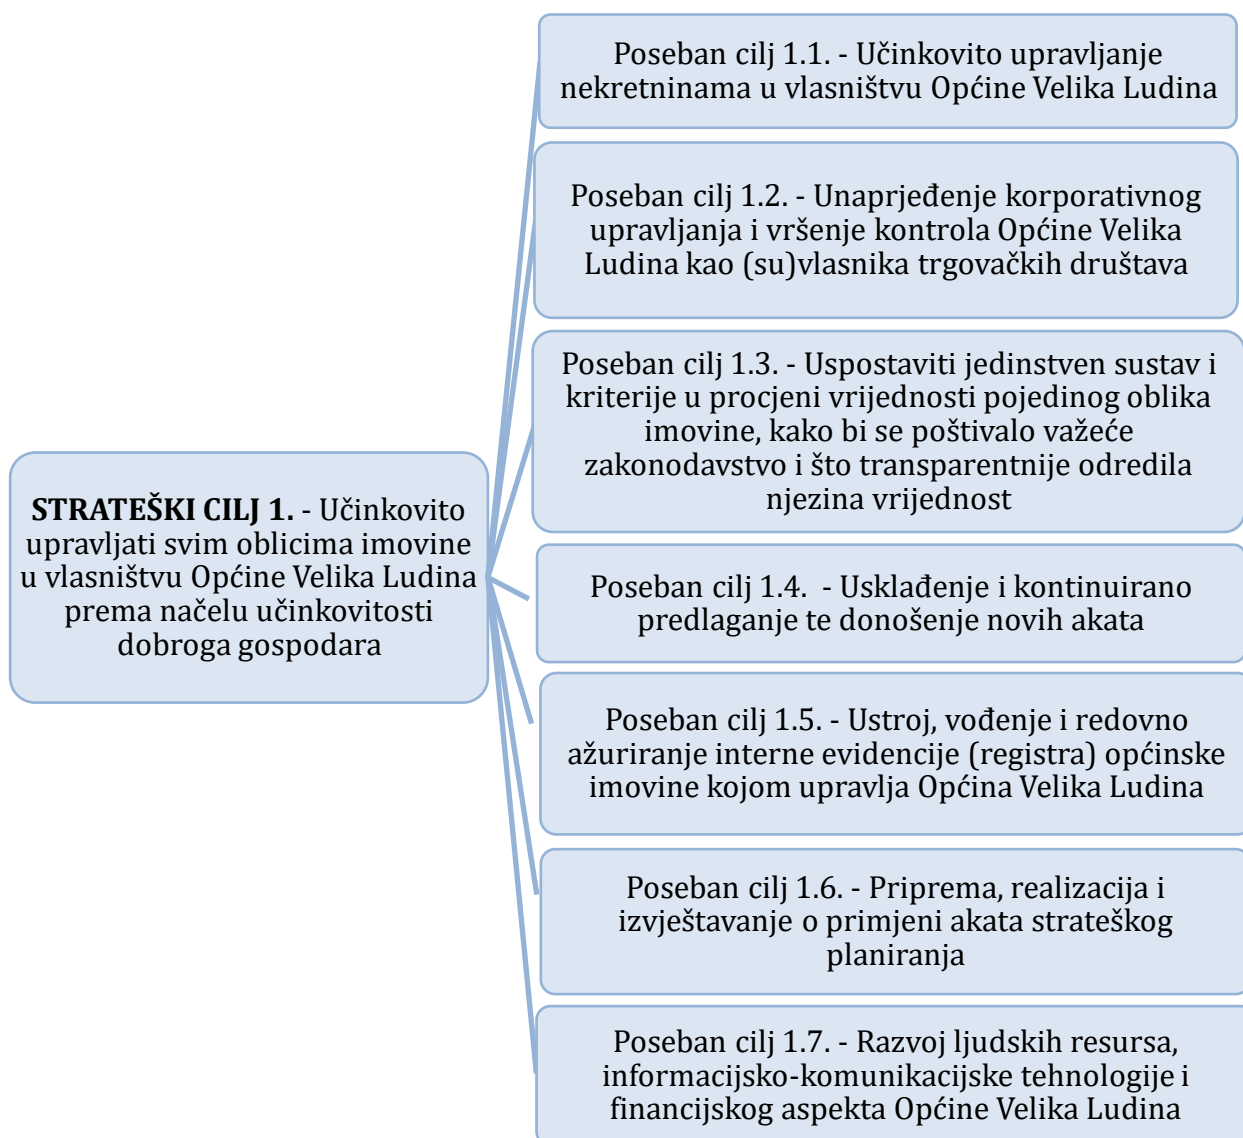 STRATEŠKI CILJ 1. - Učinkovito
upravljati svim oblicima imovine
u vlasništvu Općine Velika Ludina
prema načelu učinkovitosti
dobroga gospodara
Poseban cilj 1.1. - Učinkovito upravljanje
nekretninama u vlasništvu Općine Velika Ludina
Poseban cilj 1.2. - Unaprjeđenje korporativnog
upravljanja i vršenje kontrola Općine Velika
Ludina kao (su)vlasnika trgovačkih društava
Poseban cilj 1.3. - Uspostaviti jedinstven sustav i
kriterije u procjeni vrijednosti pojedinog oblika
imovine, kako bi se poštivalo važeće
zakonodavstvo i što transparentnije odredila
njezina vrijednost
Poseban cilj 1.4.  - Usklađenje i kontinuirano
predlaganje te donošenje novih akata
Poseban cilj 1.5. - Ustroj, vođenje i redovno
ažuriranje interne evidencije (registra) općinske
imovine kojom upravlja Općina Velika Ludina
Poseban cilj 1.6. - Priprema, realizacija i
izvještavanje o primjeni akata strateškog
planiranja
Poseban cilj 1.7. - Razvoj ljudskih resursa,
informacijsko-komunikacijske tehnologije i
financijskog aspekta Općine Velika Ludina